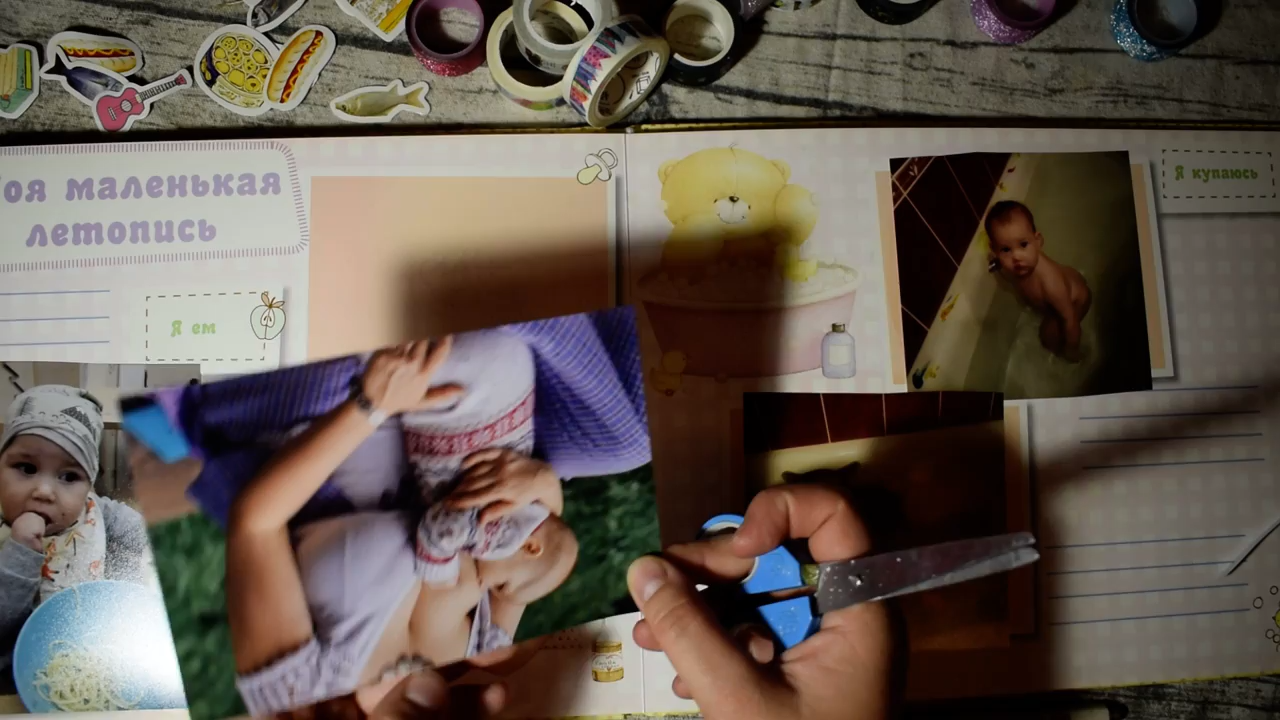 оя маленькая
летопись
Я ем
Я купаюсь